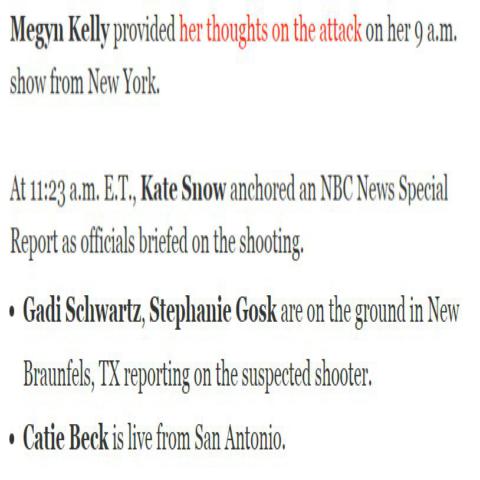 Megyn Kelly provided her thoughts on the attack on her 9 a.m.
show from New York.
At 11:23 a.m. E.T., Kate Snow anchored an NBC News Special
Report as officials briefed on the shooting.
• Gadi Schwartz, Stephanie Gosk are on the ground in New
Braunfels, TX reporting on the suspected shooter.
• Catie Beck is live from San Antonio.